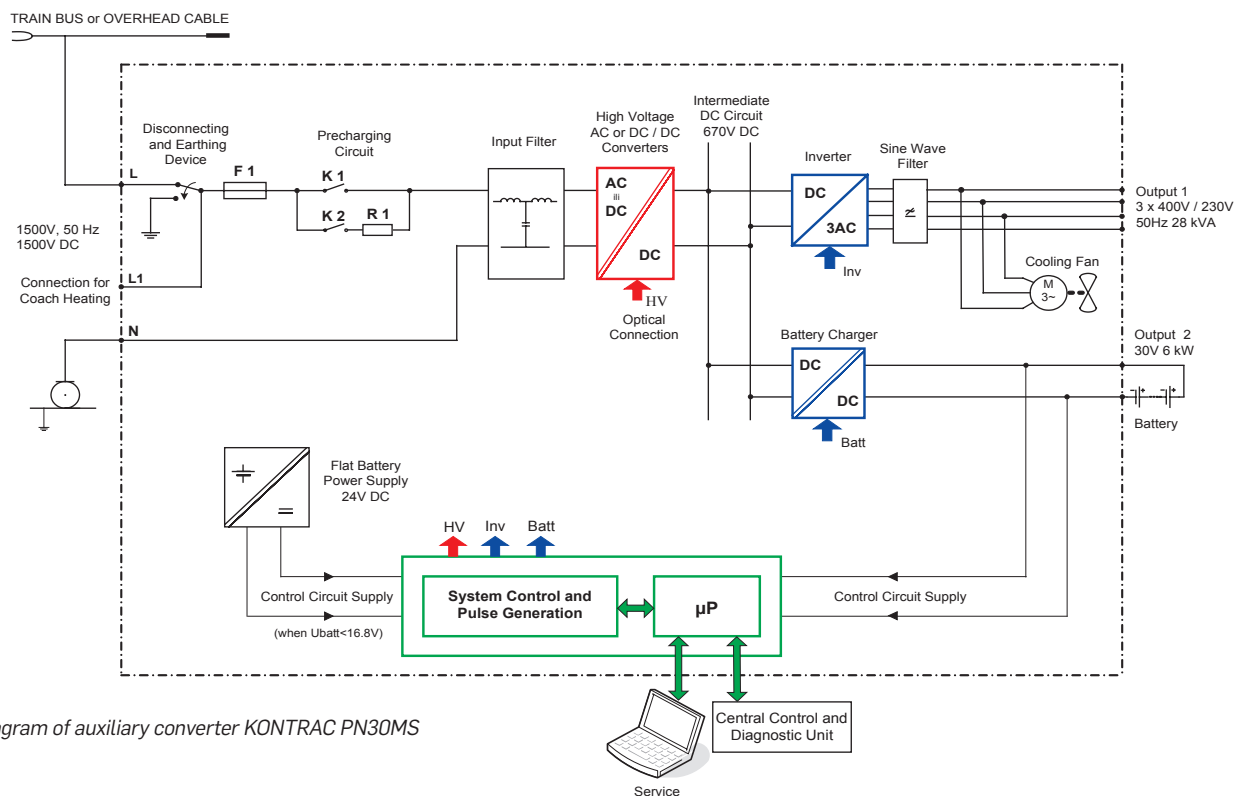 TRAIN BUS or OVERHEAD CABLE
Disconnecting
and Earthing
Device
Precharging
Circuit
Input Filter
High Voltage
AC or DC / DC
Converters
Intermediate
DC Circuit
670V DC
Inverter
Sine Wave
Filter
L
F 1
K 1
K 2
R 1
AC
ili
DC
DC
DC
3AC
≠
Output 1
3 x 400V / 230V
50Hz 28 kVA
1500V, 50 Hz
1500V DC
Connection for
Coach Heating
L1
N
HV
Optical
Connection
Inv
Cooling Fan
M
3~
Battery Charger
DC
DC
Batt
Output 2
30V 6 kW
Battery
Flat Battery
Power Supply
24V DC
HV
Inv
Batt
Control Circuit Supply
(when Ubatt<16.8V)
System Control and
Pulse Generation
µP
Control Circuit Supply
gram of auxiliary converter KONTRAC PN30MS
Central Control and
Diagnostic Unit
Service